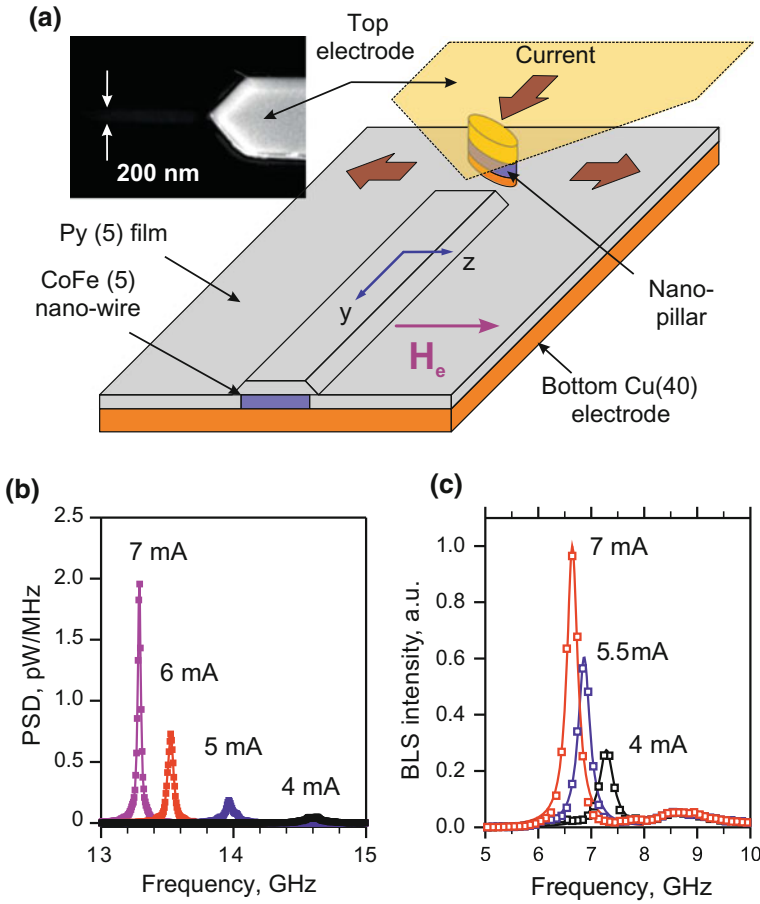 (a)
Top
electrode
Current
200 nm
Py (5) film
CoFe (5)
nano-wire
z
y
H e
Nano-
pillar
Bottom Cu(40)
electrode
(b)
PSD, pW/MHz
2.5
2.0
1.5
1.0
0.5
0
7 mA
6 mA
5 mA
4 mA
13 14 15
Frequency, GHz
(c)
BLS intensity, a.u.
1.0
0.8
0.6
0.4
0.2
0.0
7 mA
5.5mA
4 mA
5 6 7 8 9 10
Frequency, GHz